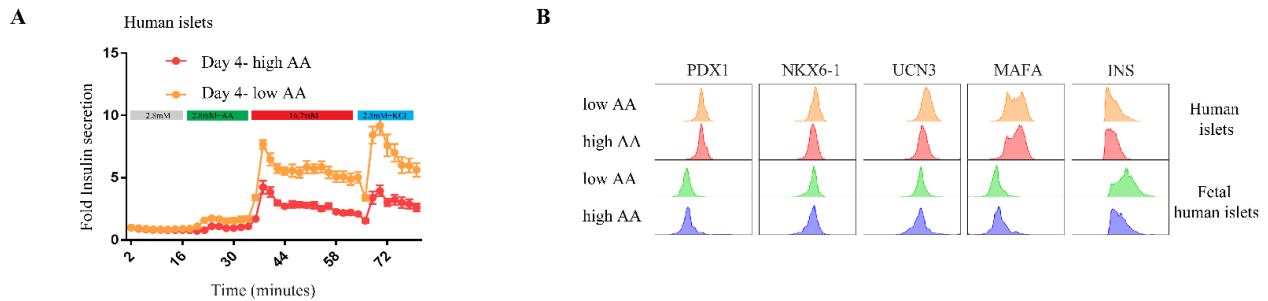 A
Human islets
15
10
5
0
Fold Insulin secretion
Day 4- high AA
Day 4- low AA
2.8mM
2.8mM+AA
16.7mM
2.8mM+KCl
2
16
30
44
58
72
Time (minutes)
B
PDX1
NKX6-1
UCN3
MAFA
INS
low AA
high AA
Human
islets
low AA
high AA
Fetal
human islets